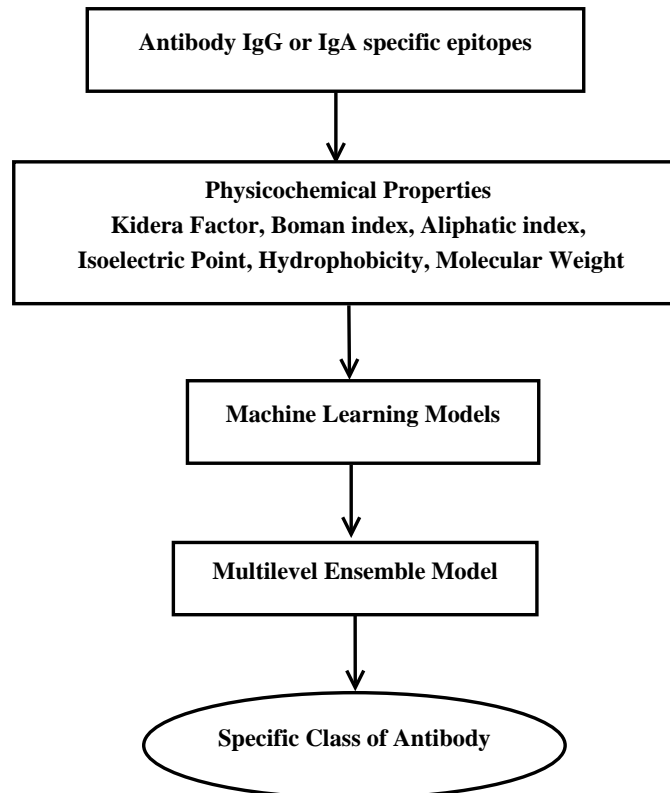 Antibody IgG or IgA specific epitopes
Physicochemical Properties
Kidera Factor, Boman index, Aliphatic index,
Isoelectric Point, Hydrophobicity, Molecular Weight
Machine Learning Models
Multilevel Ensemble Model
Specific Class of Antibody